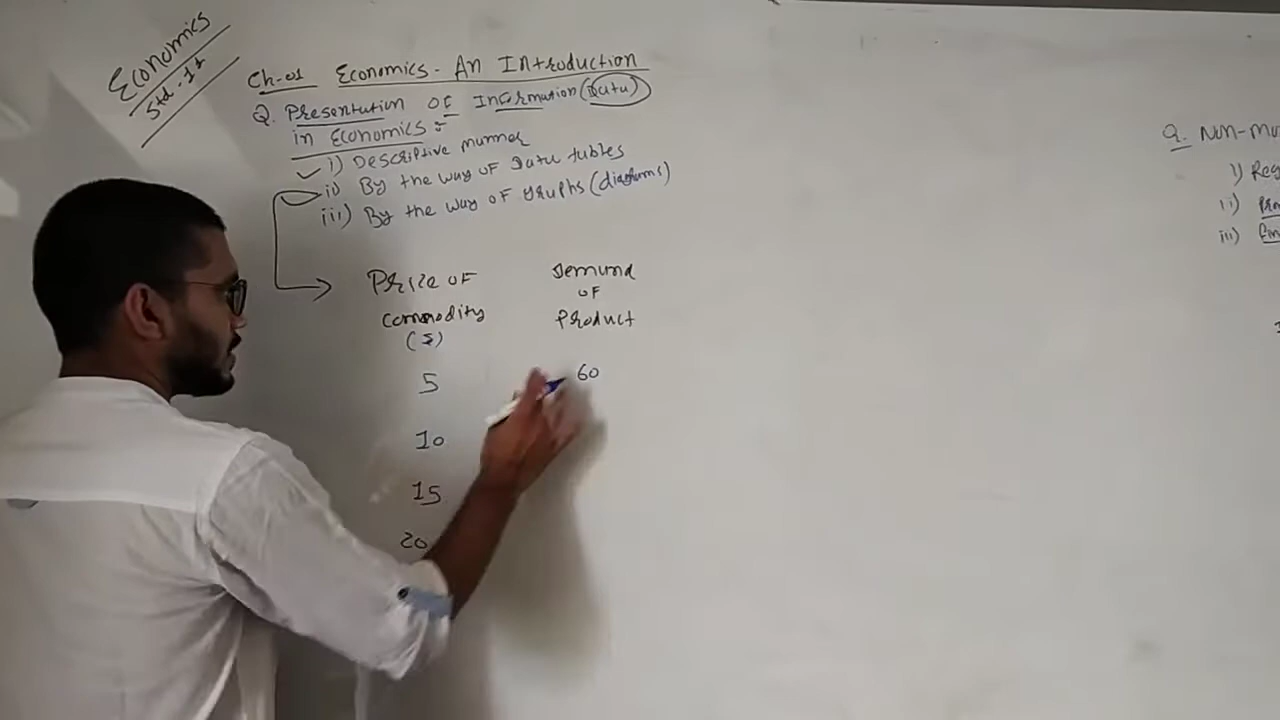 Economics
Std-11
Ch-01 Economics - An Introduction
Q. Presentation of Information (Data)
in Economics :-
i) Descriptive manner
ii) By the way of Data tables
iii) By the way of graphs (diagrams)
Price of
commodity
(₹)
Demand
of
Product
5
60
10
15
20
Q. Non-
i)
ii)
iii)